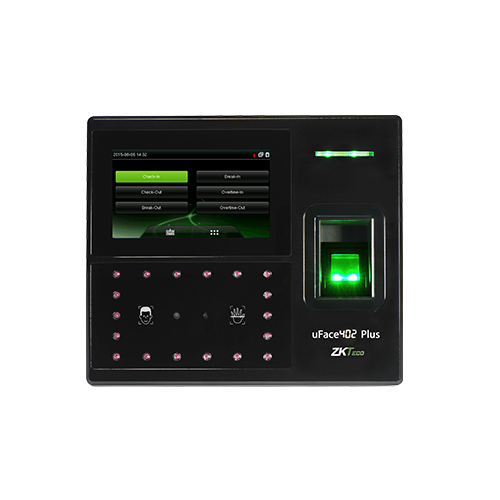 2015-06-06 14:32
Check-In
Break-In
Check-Out
Overtime-In
Break-Out
Overtime-Out
uFace402 Plus
ZKTeco